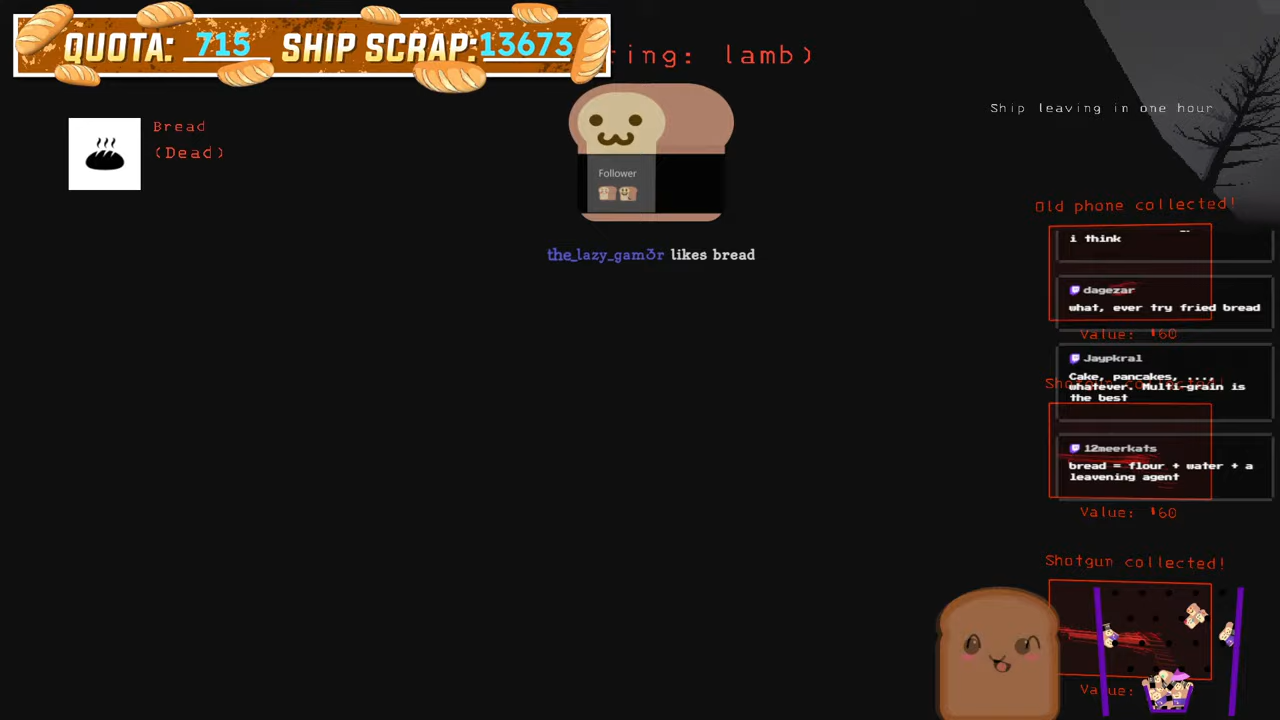 QUOTA: 715 SHIP SCRAP:13673
ing: lamb)
Ship leaving in one hour
Bread
(Dead)
Follower
the_lazy_gam3r likes bread
Old phone collected!
i think
dagezar
what, ever try fried bread
Value: $60
Jaypkral
Cake, pancakes, ...,
whatever. Multi-grain is
the best
12meerkats
bread = flour + water + a
leavening agent
Value: $60
Shotgun collected!
Value: